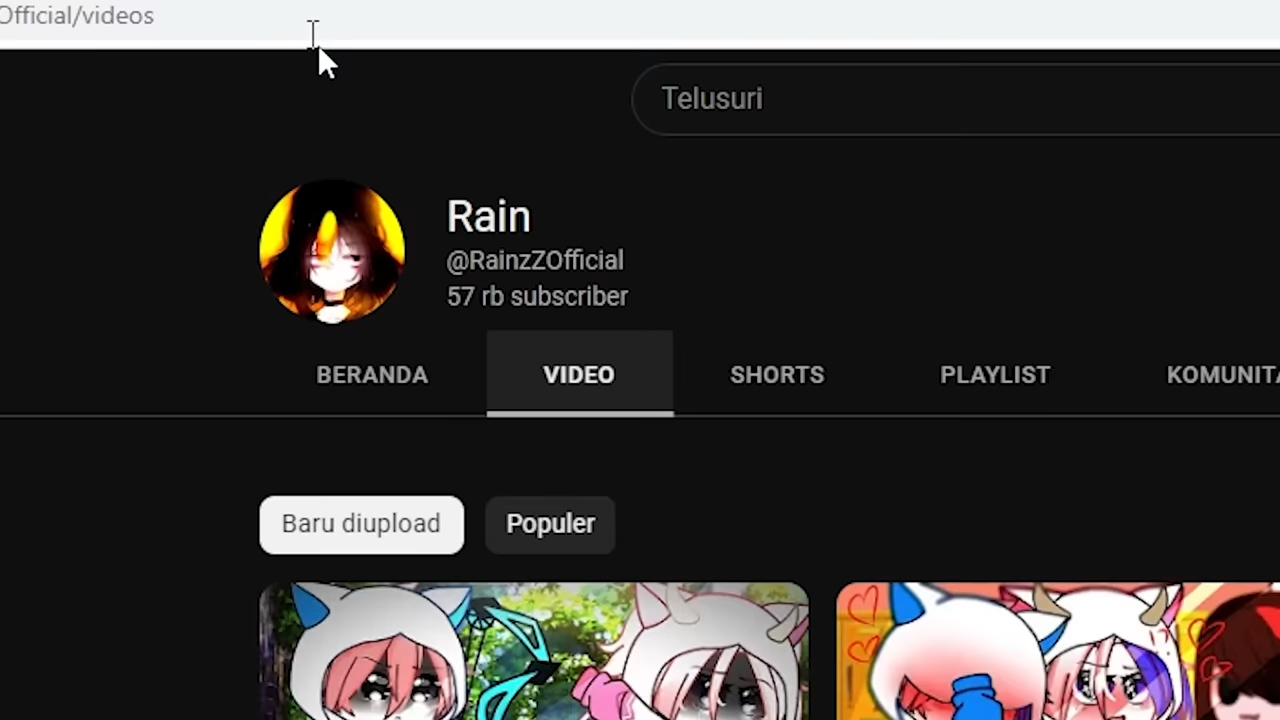 Official/videos
Telusuri
Rain
@RainzZOfficial
57 rb subscriber
BERANDA VIDEO SHORTS PLAYLIST KOMUNITA
Baru diupload Populer